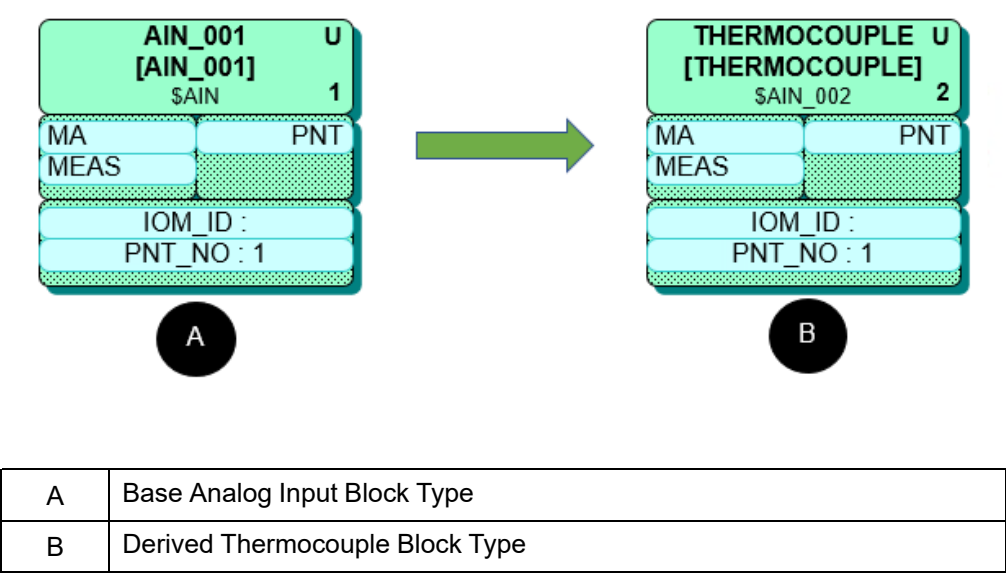 AIN_001 U
[AIN_001]
$AIN 1
MA PNT
MEAS
IOM_ID :
PNT_NO : 1
A
THERMOCOUPLE U
[THERMOCOUPLE]
$AIN_002 2
MA PNT
MEAS
IOM_ID :
PNT_NO : 1
B
A Base Analog Input Block Type
B Derived Thermocouple Block Type